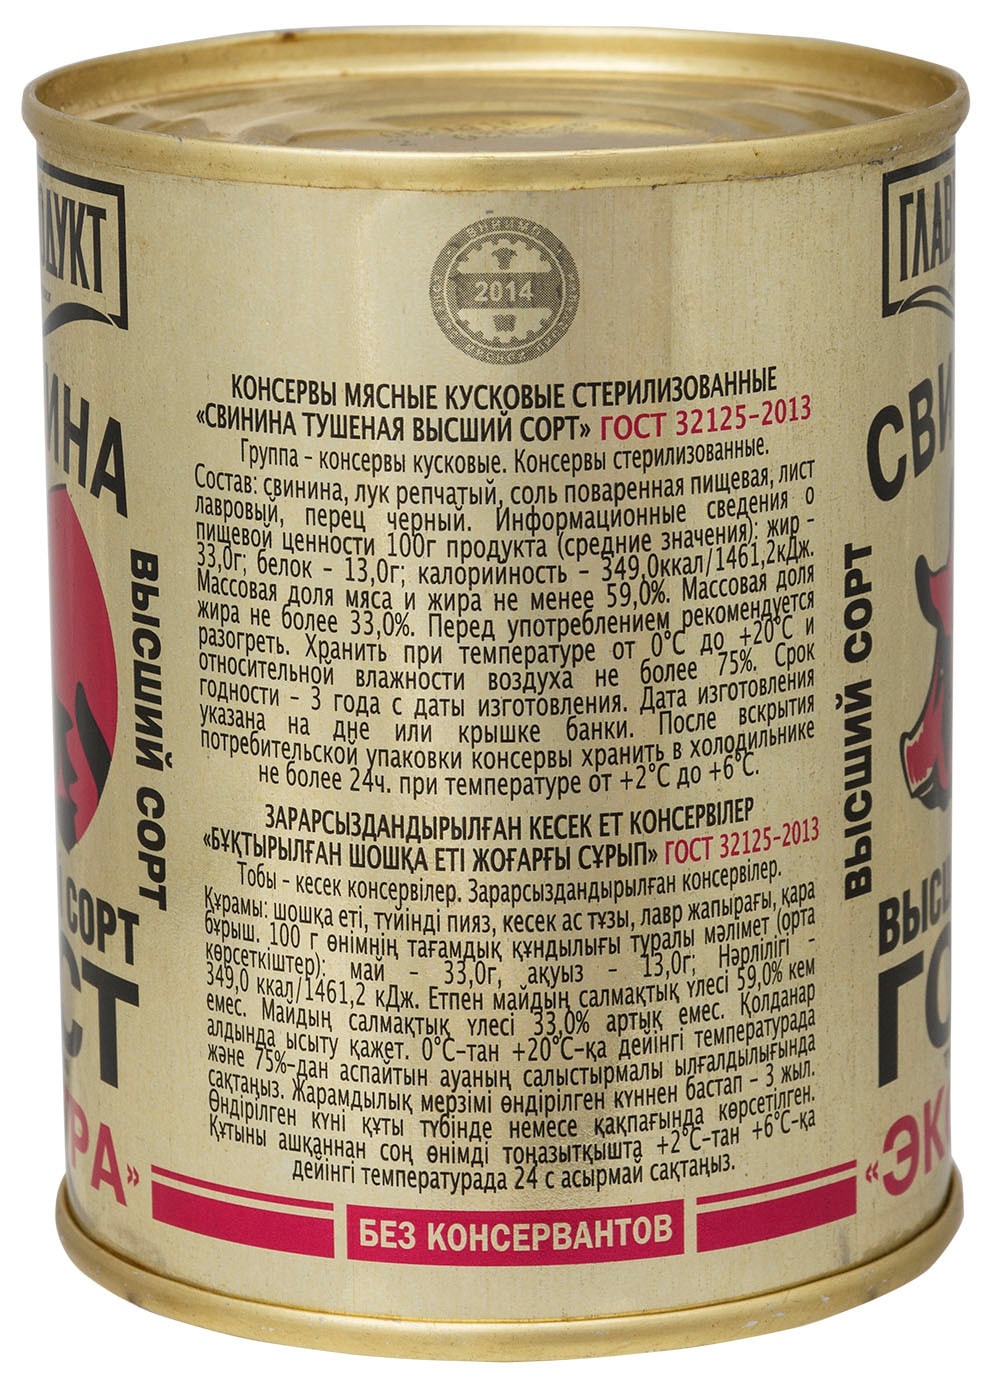 ВНИИМП
2014
КОНСЕРВЫ МЯСНЫЕ КУСКОВЫЕ СТЕРИЛИЗОВАННЫЕ
«СВИНИНА ТУШЕНАЯ ВЫСШИЙ СОРТ» ГОСТ 32125-2013
Группа – консервы кусковые. Консервы стерилизованные.
Состав: свинина, лук репчатый, соль поваренная пищевая, лист
лавровый, перец черный. Информационные сведения о
пищевой ценности 100г продукта (средние значения): жир –
33,0г; белок – 13,0г; калорийность – 349,0ккал/1461,2кДж.
Массовая доля мяса и жира не менее 59,0%. Массовая доля
жира не более 33,0%. Перед употреблением рекомендуется
разогреть. Хранить при температуре от 0°С до +20°С и
относительной влажности воздуха не более 75%. Срок
годности – 3 года с даты изготовления. Дата изготовления
указана на дне или крышке банки. После вскрытия
потребительской упаковки консервы хранить в холодильнике
не более 24ч. при температуре от +2°С до +6°С.
ЗАРАРСЫЗДАНДЫРЫЛҒАН КЕСЕК ЕТ КОНСЕРВІЛЕР
«БҰҚТЫРЫЛҒАН ШОШҚА ЕТІ ЖОҒАРҒЫ СҰРЫП» ГОСТ 32125-2013
Тобы – кесек консервілер. Зарарсыздандырылған консервілер.
Құрамы: шошқа еті, түйінді пияз, кесек ас тұзы, лавр жапырағы, қара
бұрыш. 100 г өнімнің тағамдық құндылығы туралы мәлімет (орта
көрсеткіштер): май – 33,0г, ақуыз – 13,0г; Нәрлілігі –
349,0 ккал/1461,2 кДж. Етпен майдың салмақтық үлесі 59,0% кем
емес. Майдың салмақтық үлесі 33,0% артық емес. Қолданар
алдында ысыту қажет. 0°С–тан +20°С–қа дейінгі температурада
және 75%–дан аспайтын ауаның салыстырмалы ылғалдылығында
сақтаңыз. Жарамдылық мерзімі өндірілген күннен бастап – 3 жыл.
Өндірілген күні құты түбінде немесе қақпағында көрсетілген.
Құтыны ашқаннан соң өнімді тоңазытқышта +2°С–тан +6°С–қа
дейінгі температурада 24 с асырмай сақтаңыз.
БЕЗ КОНСЕРВАНТОВ
ОДУКТ
ИНА
ВЫСШИЙ СОРТ
СОРТ
СТ
РА»
ГЛАВ
СВИ
ВЫСШИЙ СОРТ
ВЫСШ
ГО
«ЭК